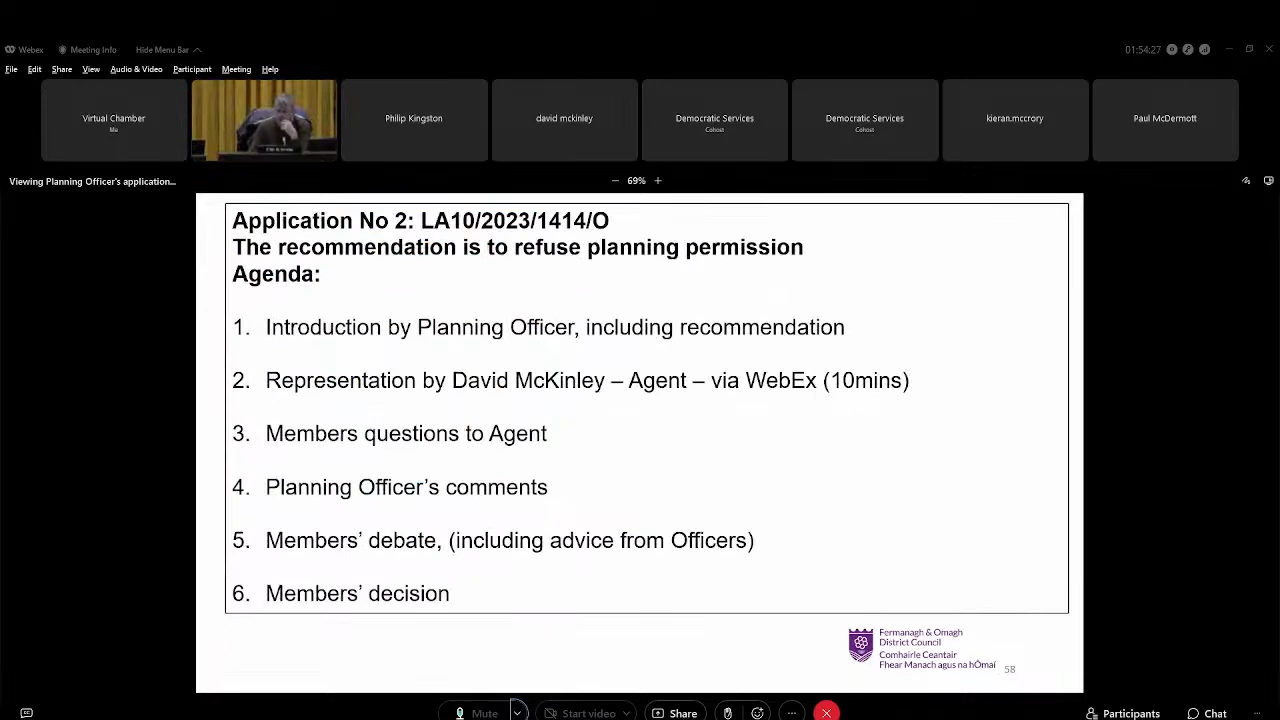 Webex
Meeting Info
Hide Menu Bar
01:54:27
File Edit Share View Audio & Video Participant Meeting Help
Virtual Chamber
Me
Philip Kingston
david mckinley
Democratic Services
Cohost
Democratic Services
Cohost
kieran.mccrory
Paul McDermott
Viewing Planning Officer's application...
69%
Application No 2: LA10/2023/1414/O
The recommendation is to refuse planning permission
Agenda:
1. Introduction by Planning Officer, including recommendation
2. Representation by David McKinley – Agent – via WebEx (10mins)
3. Members questions to Agent
4. Planning Officer’s comments
5. Members’ debate, (including advice from Officers)
6. Members’ decision
Fermanagh & Omagh
District Council
Comhairle Ceantair
Fhear Manach agus na hÓmaí
58
Mute
Start video
Share
Participants
Chat